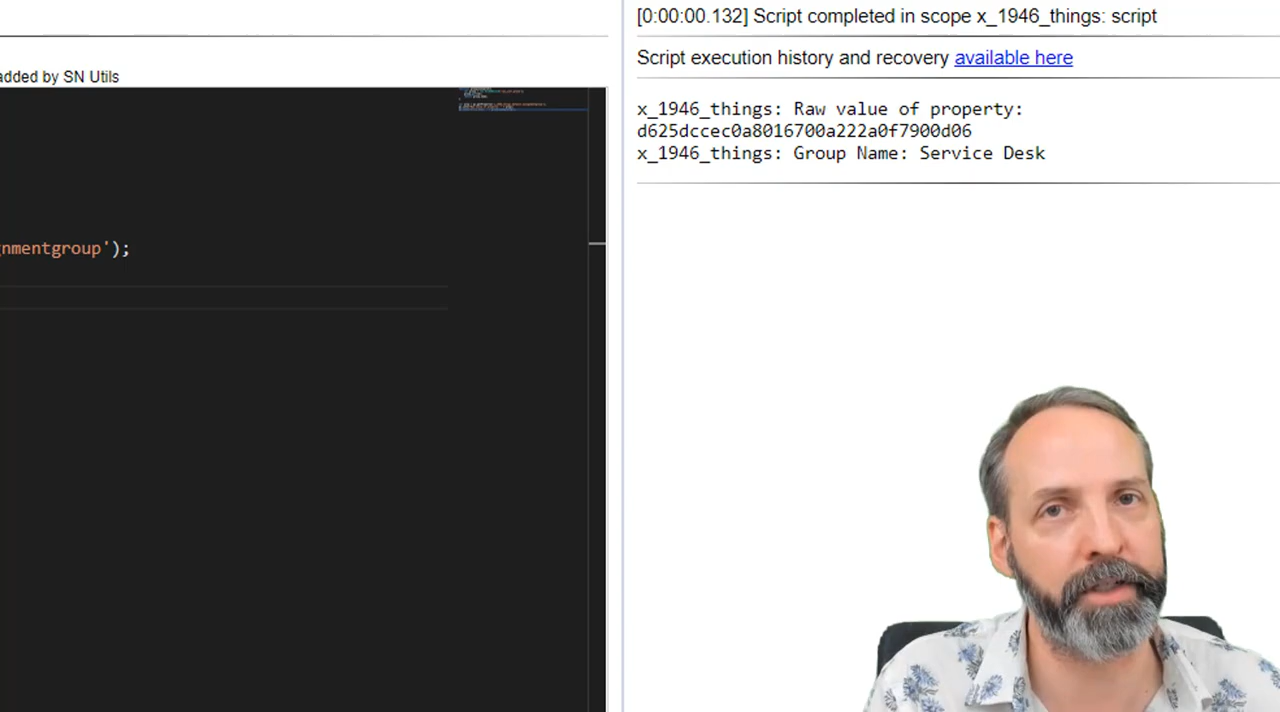 [0:00:00.132] Script completed in scope x_1946_things: script
Script execution history and recovery available here
added by SN Utils
x_1946_things: Raw value of property:
d625dccec0a8016700a222a0f7900d06
x_1946_things: Group Name: Service Desk
gnmentgroup');